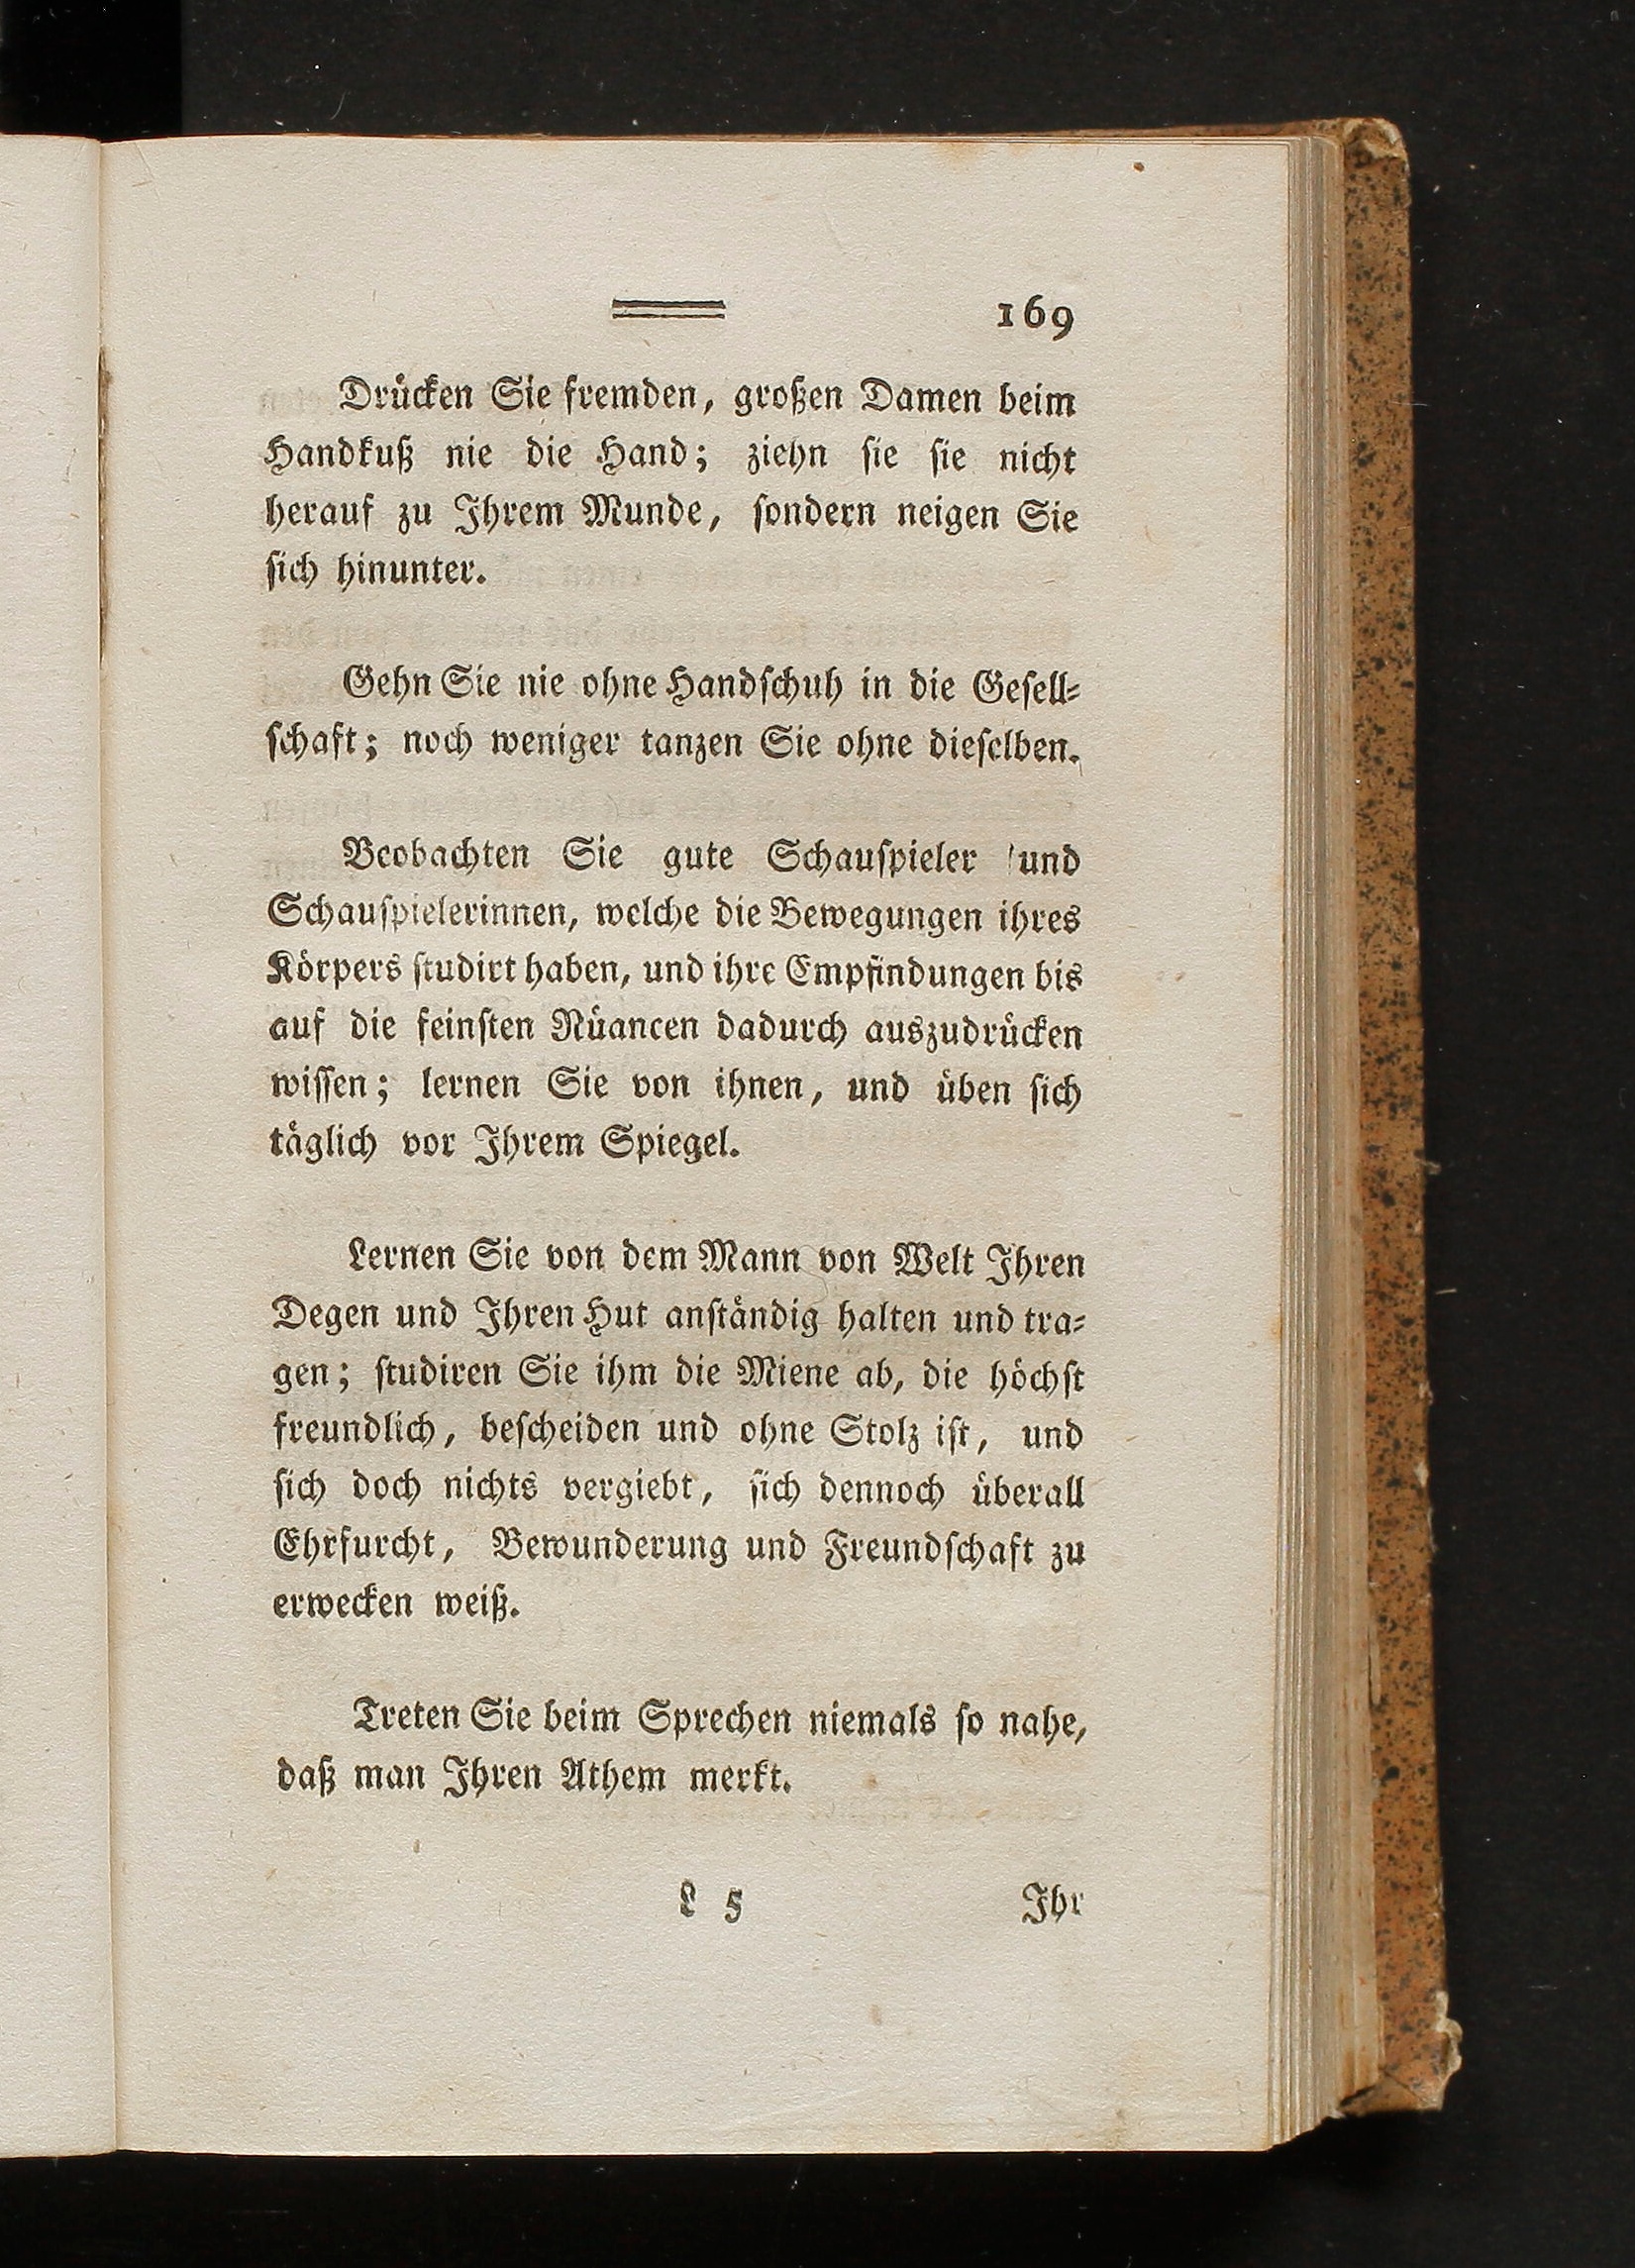 169
Drücken Sie fremden, großen Damen beim
Handkuß nie die Hand; ziehn ſie ſie nicht
herauf zu Ihrem Munde, ſondern neigen Sie
ſich hinunter.
Gehn Sie nie ohne Handſchuh in die Geſell⸗
ſchaft; noch weniger tanzen Sie ohne dieſelben.
Beobachten Sie gute Schauſpieler und
Schauſpielerinnen, welche die Bewegungen ihres
Körpers ſtudirt haben, und ihre Empfindungen bis
auf die feinſten Nüancen dadurch auszudrücken
wiſſen; lernen Sie von ihnen, und üben ſich
täglich vor Ihrem Spiegel.
Lernen Sie von dem Mann von Welt Ihren
Degen und Ihren Hut anſtändig halten und tra⸗
gen; ſtudiren Sie ihm die Miene ab, die höchſt
freundlich, beſcheiden und ohne Stolz iſt, und
ſich doch nichts vergiebt, ſich dennoch überall
Ehrfurcht, Bewunderung und Freundſchaft zu
erwecken weiß.
Treten Sie beim Sprechen niemals ſo nahe,
daß man Ihren Athem merkt.
L 5 Ihr